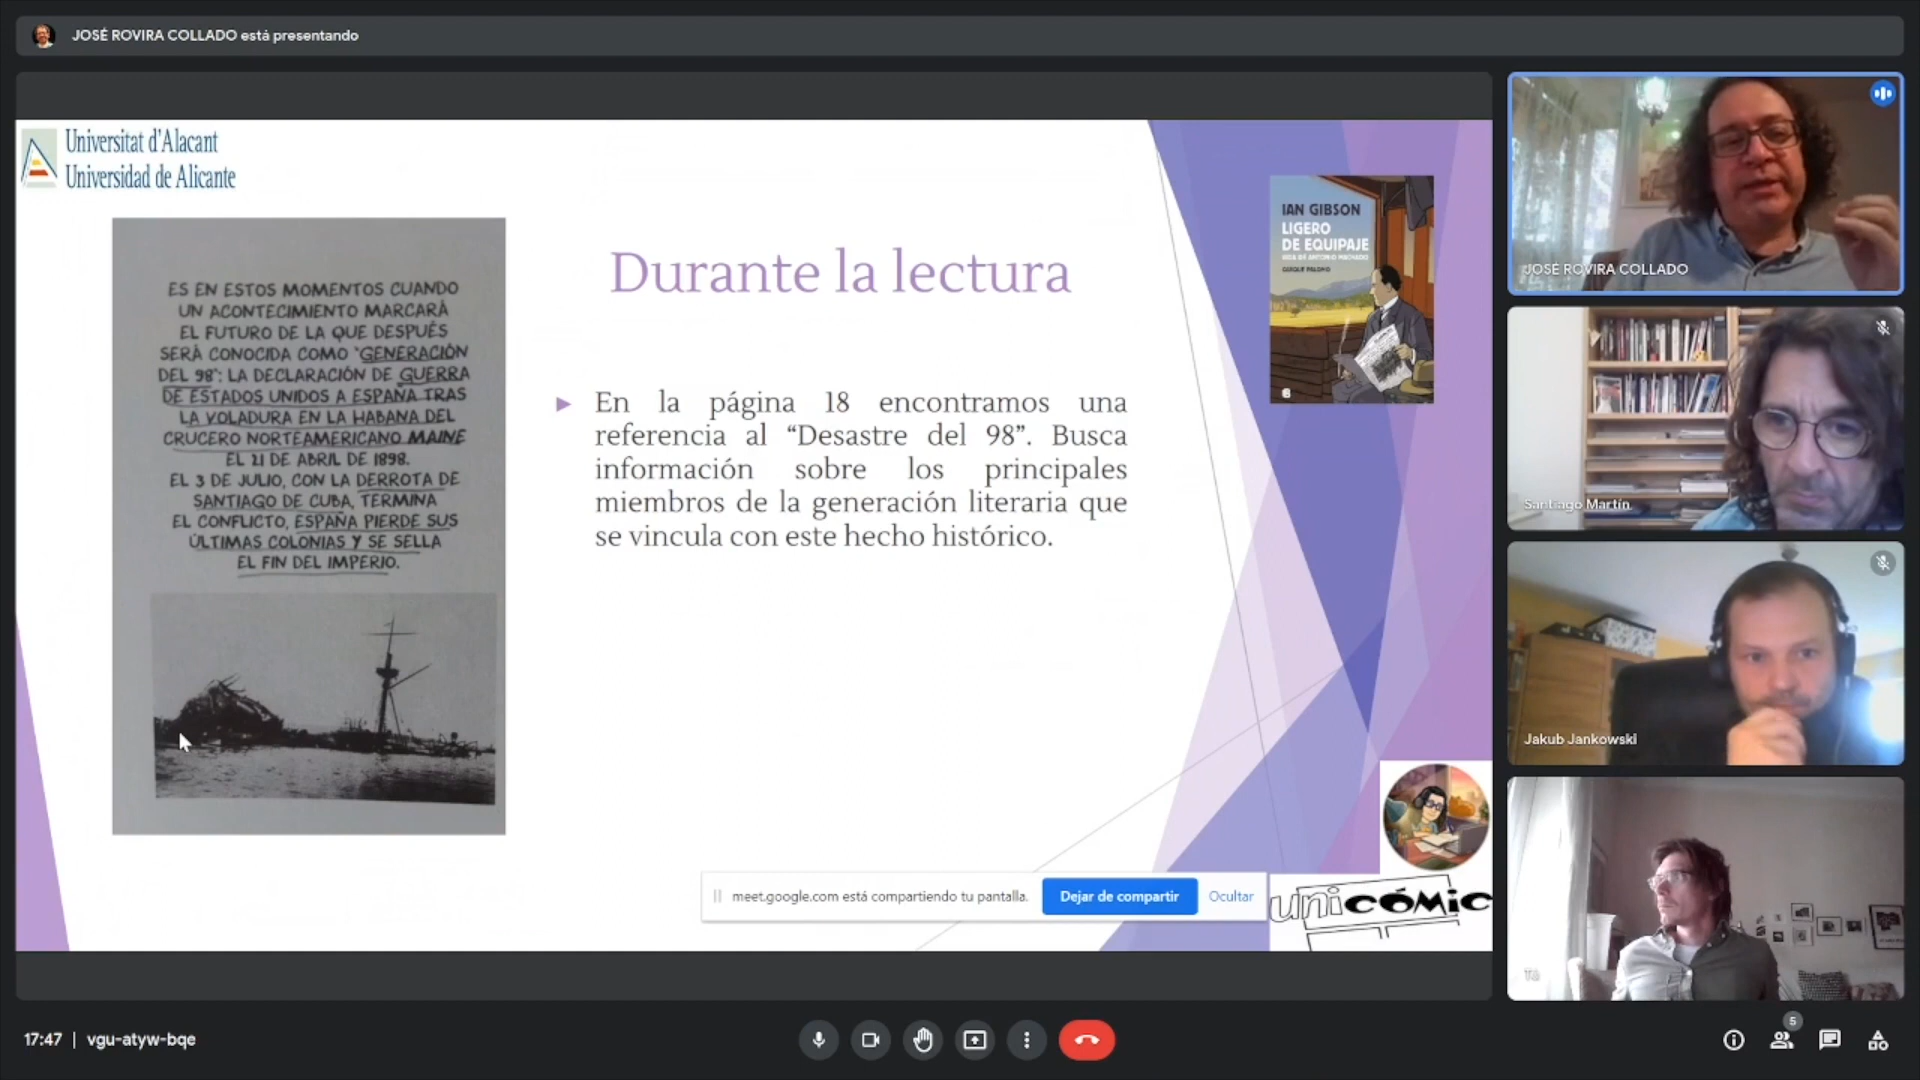 JOSÉ ROVIRA COLLADO está presentando
Universitat d'Alacant
Universidad de Alicante
ES EN ESTOS MOMENTOS CUANDO
UN ACONTECIMIENTO MARCARÁ
EL FUTURO DE LA QUE DESPUÉS
SERÁ CONOCIDA COMO "GENERACIÓN
DEL 98": LA DECLARACIÓN DE GUERRA
DE ESTADOS UNIDOS A ESPAÑA TRAS
LA VOLADURA EN LA HABANA DEL
CRUCERO NORTEAMERICANO MAINE
EL 21 DE ABRIL DE 1898.
EL 3 DE JULIO, CON LA DERROTA DE
SANTIAGO DE CUBA, TERMINA
EL CONFLICTO, ESPAÑA PIERDE SUS
ÚLTIMAS COLONIAS Y SE SELLA
EL FIN DEL IMPERIO.
Durante la lectura
En la página 18 encontramos una
referencia al “Desastre del 98”. Busca
información sobre los principales
miembros de la generación literaria que
se vincula con este hecho histórico.
IAN GIBSON
LIGERO
DE EQUIPAJE
VIDA DE ANTONIO MACHADO
QUIQUE PALOMO
unicómic
meet.google.com está compartiendo tu pantalla.
Dejar de compartir
Ocultar
JOSÉ ROVIRA COLLADO
Santiago Martín
Jakub Jankowski
Tú
17:47 | vgu-atyw-bqe
5